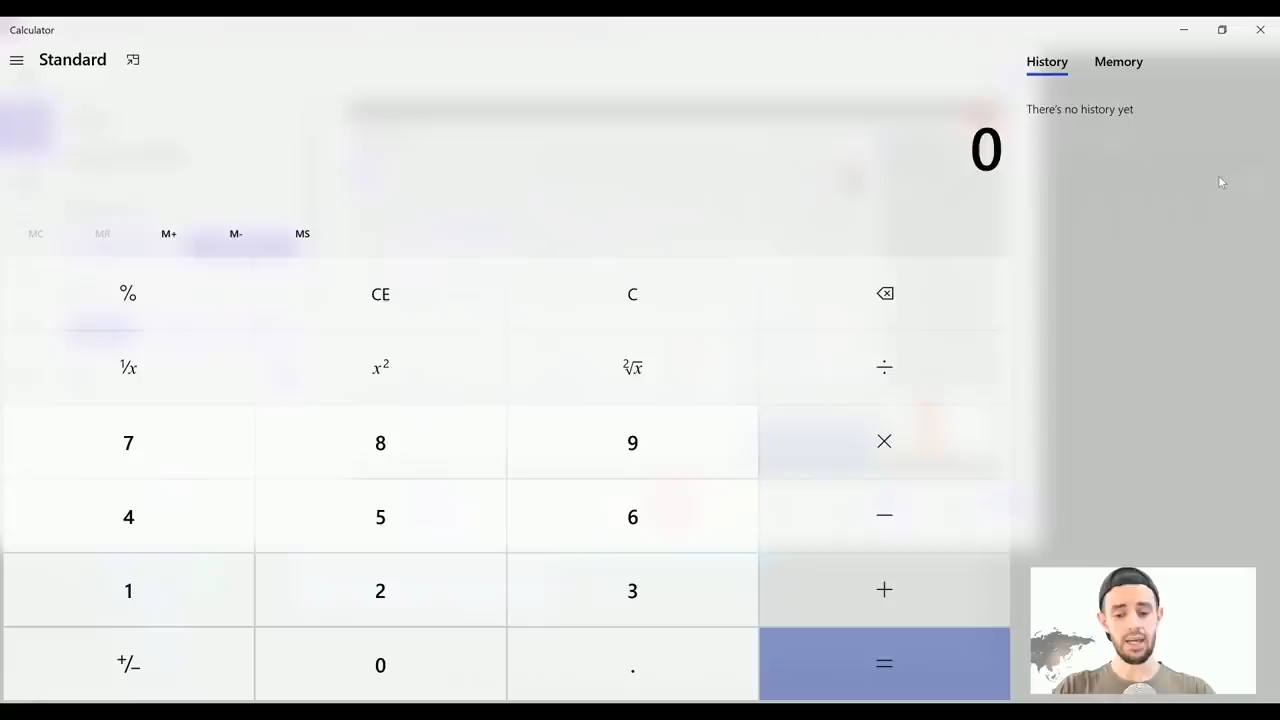 Calculator
Standard
History Memory
There's no history yet
0
MC MR M+ M- MS
% CE C
¹/x x² ²√x ÷
7 8 9 ×
4 5 6 −
1 2 3 +
+/− 0 . =